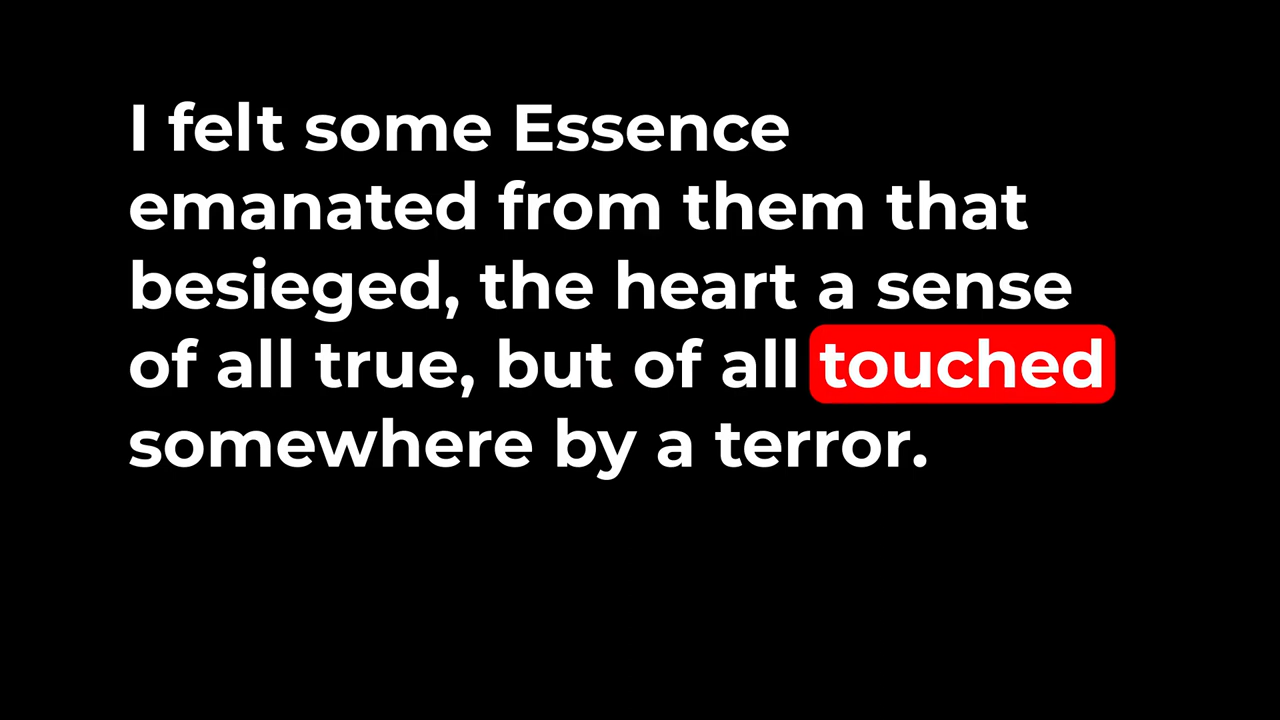 I felt some Essence
emanated from them that
besieged, the heart a sense
of all true, but of all touched
somewhere by a terror.